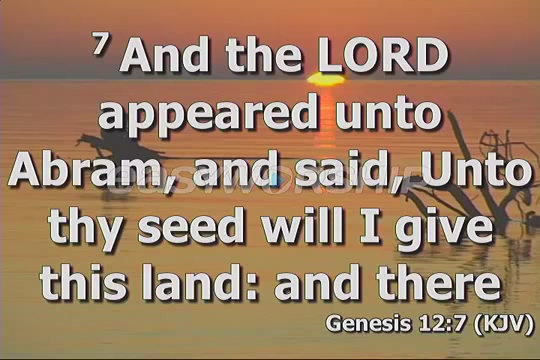 7 And the LORD
appeared unto
Abram, and said, Unto
thy seed will I give
this land: and there
Genesis 12:7 (KJV)
easyworship